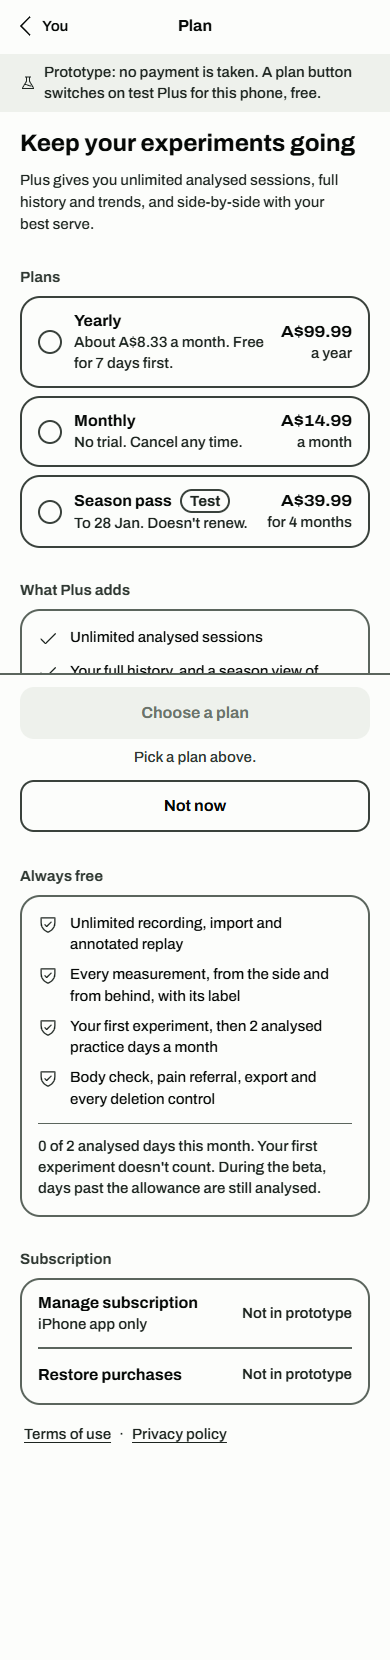 You
Plan
Prototype: no payment is taken. A plan button
switches on test Plus for this phone, free.
Keep your experiments going
Plus gives you unlimited analysed sessions, full
history and trends, and side-by-side with your
best serve.
Plans
Yearly
About A$8.33 a month. Free
for 7 days first.
A$99.99
a year
Monthly
No trial. Cancel any time.
A$14.99
a month
Season pass
Test
To 28 Jan. Doesn't renew.
A$39.99
for 4 months
What Plus adds
Unlimited analysed sessions
Your full history, and a season view of
Choose a plan
Pick a plan above.
Not now
Always free
Unlimited recording, import and
annotated replay
Every measurement, from the side and
from behind, with its label
Your first experiment, then 2 analysed
practice days a month
Body check, pain referral, export and
every deletion control
0 of 2 analysed days this month. Your first
experiment doesn't count. During the beta,
days past the allowance are still analysed.
Subscription
Manage subscription
iPhone app only
Not in prototype
Restore purchases
Not in prototype
Terms of use · Privacy policy